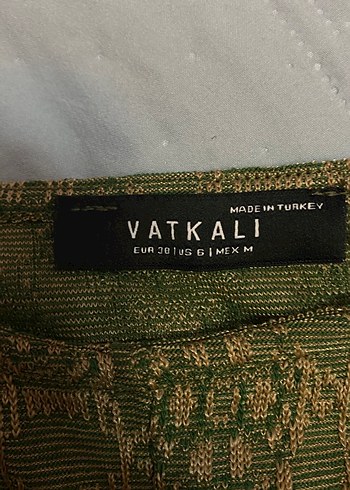 MADE IN TURKEY
VATKALI
EUR 38 | US 6 | MEX M